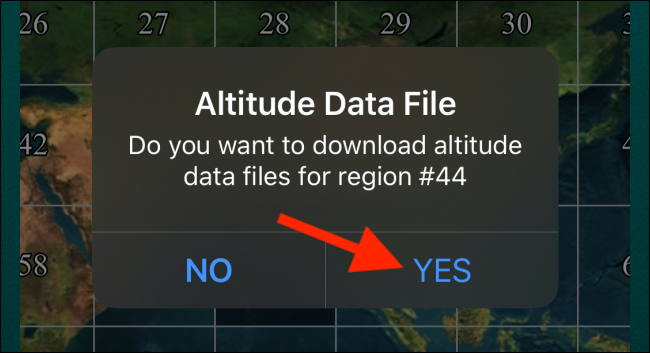 26 27 28 29 30
Altitude Data File
Do you want to download altitude
data files for region #44
42
NO YES
58